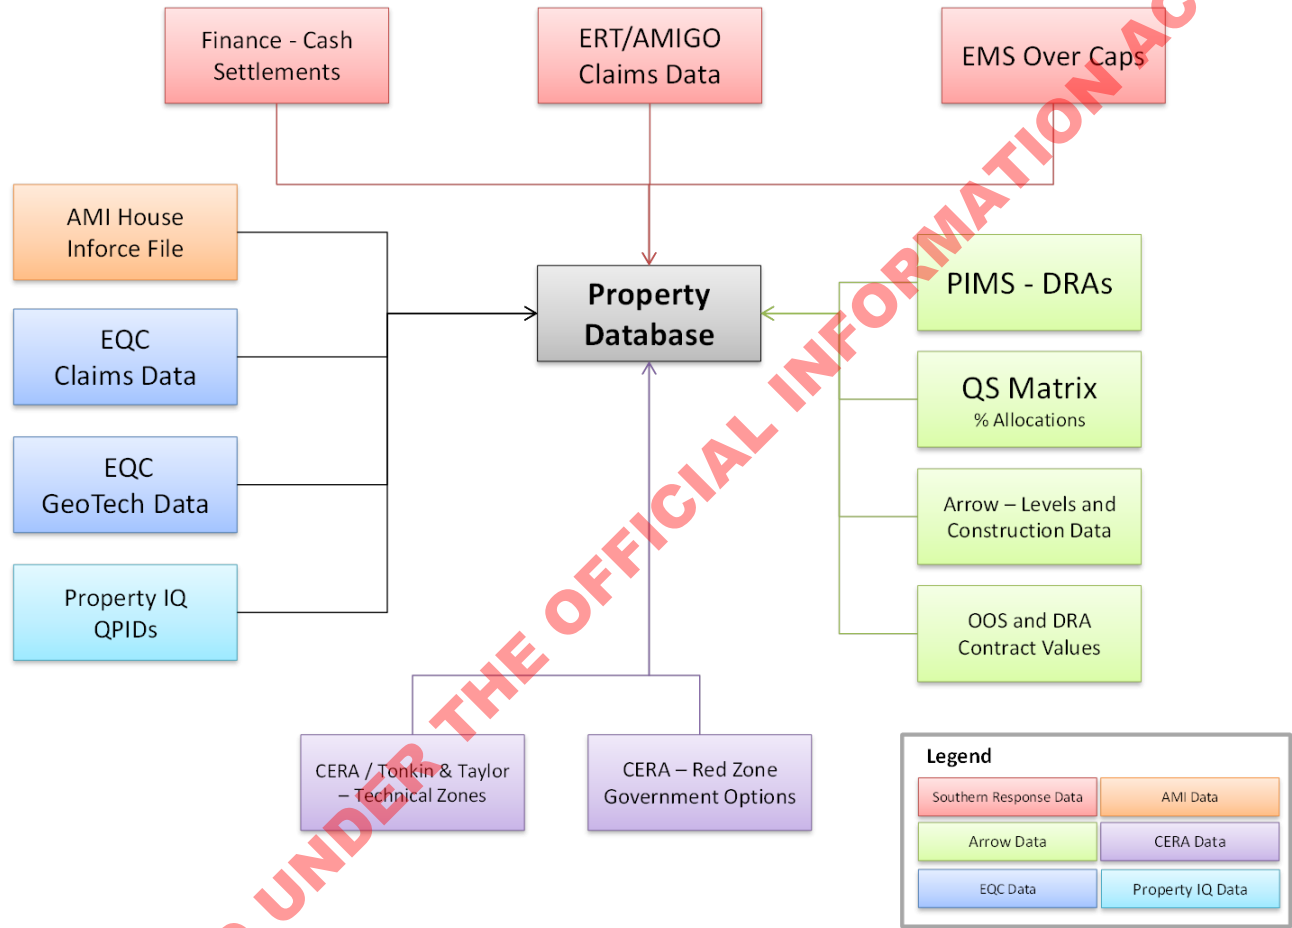 Finance - Cash
Settlements
ERT/AMIGO
Claims Data
EMS Over Caps
AMI House
Inforce File
EQC
Claims Data
EQC
GeoTech Data
Property IQ
QPIDs
Property
Database
PIMS - DRAs
QS Matrix
% Allocations
Arrow – Levels and
Construction Data
OOS and DRA
Contract Values
CERA / Tonkin & Taylor
– Technical Zones
CERA – Red Zone
Government Options
Legend
Southern Response Data
AMI Data
Arrow Data
CERA Data
EQC Data
Property IQ Data
UNDER THE OFFICIAL INFORMATION AC